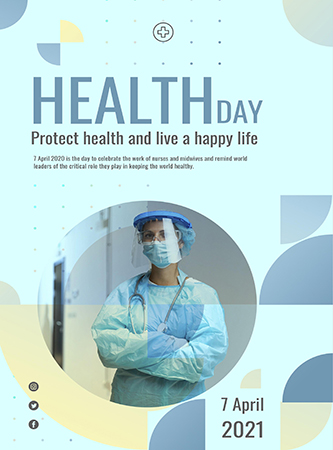 HEALTH DAY
Protect health and live a happy life
7 April 2020 is the day to celebrate the work of nurses and midwives and remind world
leaders of the critical role they play in keeping the world healthy.
7 April
2021